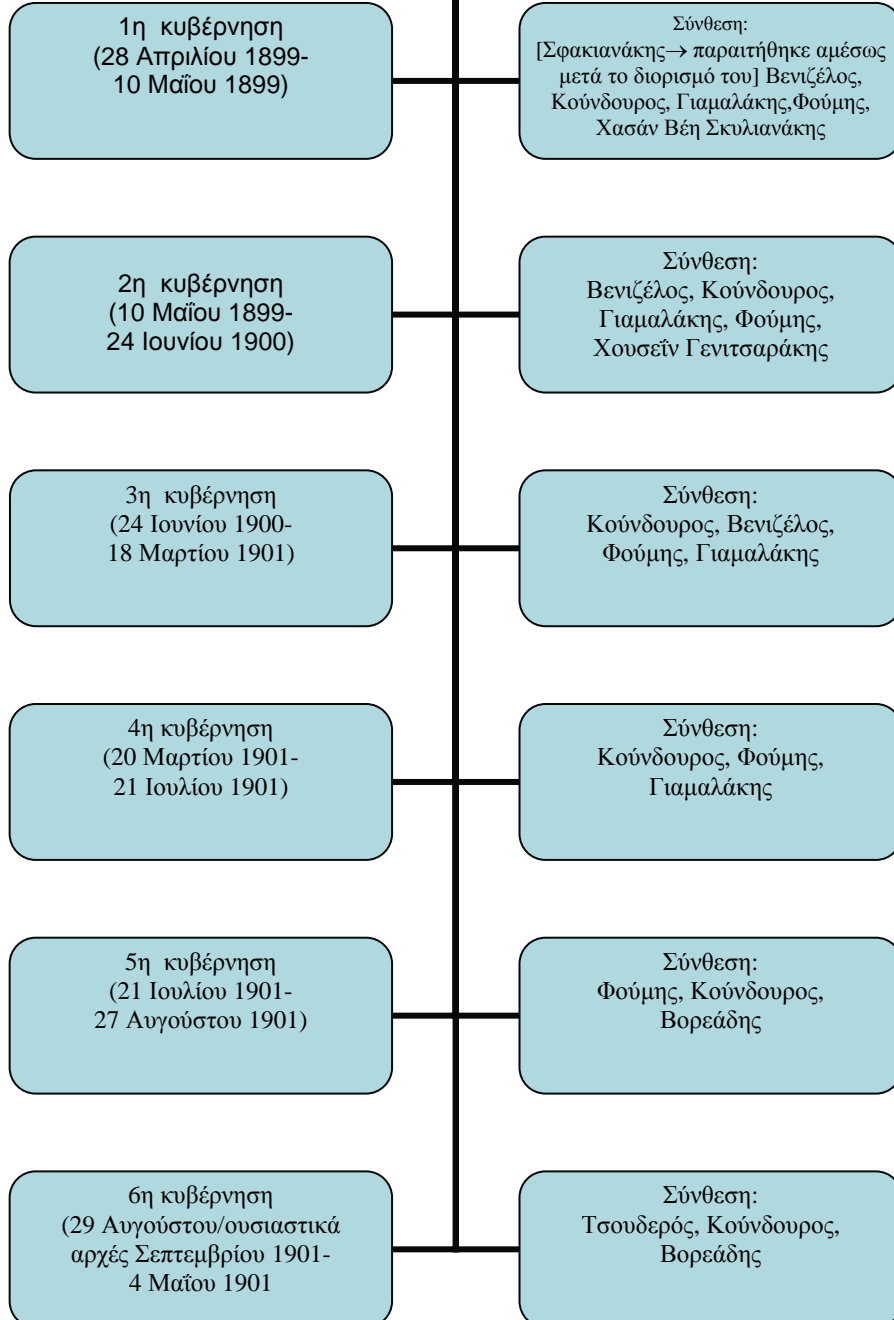 1η κυβέρνηση
(28 Απριλίου 1899-
10 Μαΐου 1899)
Σύνθεση:
[Σφακιανάκης→ παραιτήθηκε αμέσως
μετά το διορισμό του] Βενιζέλος,
Κούνδουρος, Γιαμαλάκης,Φούμης,
Χασάν Βέη Σκυλιανάκης
2η κυβέρνηση
(10 Μαΐου 1899-
24 Ιουνίου 1900)
Σύνθεση:
Βενιζέλος, Κούνδουρος,
Γιαμαλάκης, Φούμης,
Χουσεΐν Γενιτσαράκης
3η κυβέρνηση
(24 Ιουνίου 1900-
18 Μαρτίου 1901)
Σύνθεση:
Κούνδουρος, Βενιζέλος,
Φούμης, Γιαμαλάκης
4η κυβέρνηση
(20 Μαρτίου 1901-
21 Ιουλίου 1901)
Σύνθεση:
Κούνδουρος, Φούμης,
Γιαμαλάκης
5η κυβέρνηση
(21 Ιουλίου 1901-
27 Αυγούστου 1901)
Σύνθεση:
Φούμης, Κούνδουρος,
Βορεάδης
6η κυβέρνηση
(29 Αυγούστου/ουσιαστικά
αρχές Σεπτεμβρίου 1901-
4 Μαΐου 1901
Σύνθεση:
Τσουδερός, Κούνδουρος,
Βορεάδης